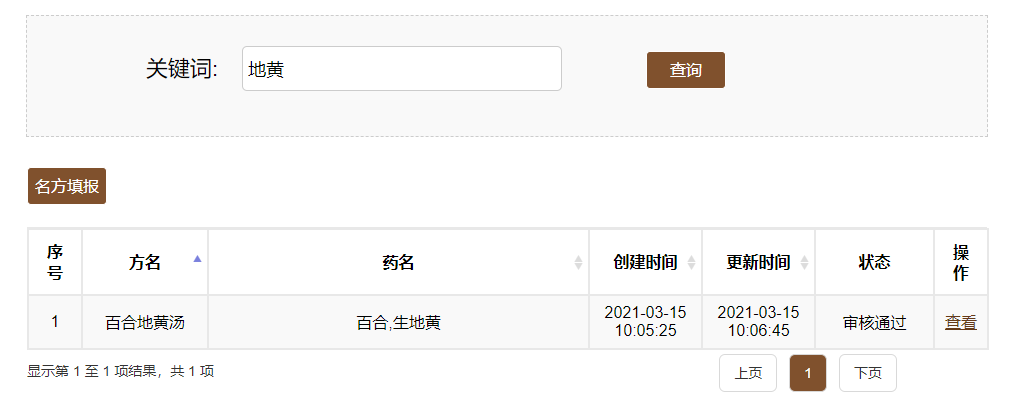 关键词: 地黄 查询
名方填报
序号 方名 药名 创建时间 更新时间 状态 操作
1 百合地黄汤 百合,生地黄 2021-03-15 10:05:25 2021-03-15 10:06:45 审核通过 查看
显示第 1 至 1 项结果，共 1 项 上页 1 下页